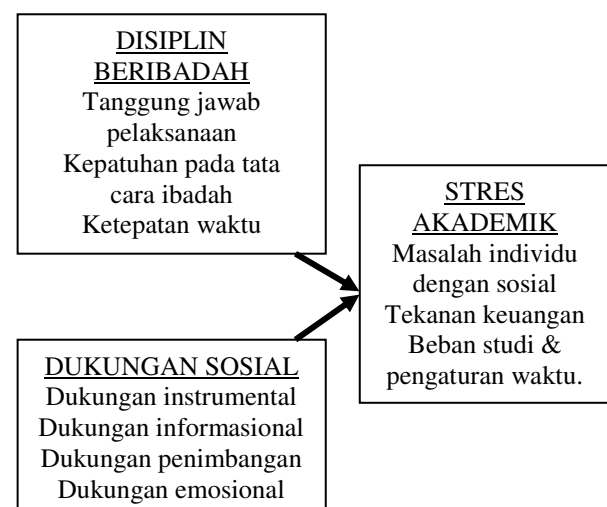 DISIPLIN
BERIBADAH
Tanggung jawab
pelaksanaan
Kepatuhan pada tata
cara ibadah
Ketepatan waktu
STRES
AKADEMIK
Masalah individu
dengan sosial
Tekanan keuangan
Beban studi &
pengaturan waktu.
DUKUNGAN SOSIAL
Dukungan instrumental
Dukungan informasional
Dukungan penimbangan
Dukungan emosional